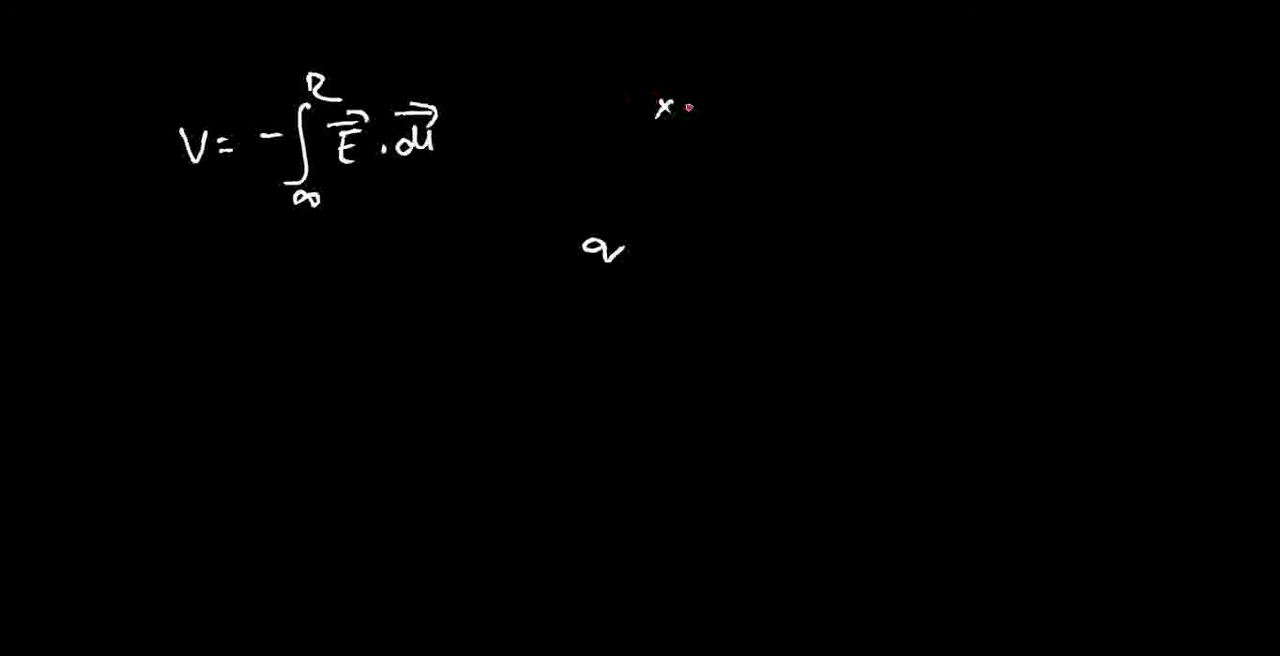 V = - ∫_∞^R E⃗ . dl⃗
x
q